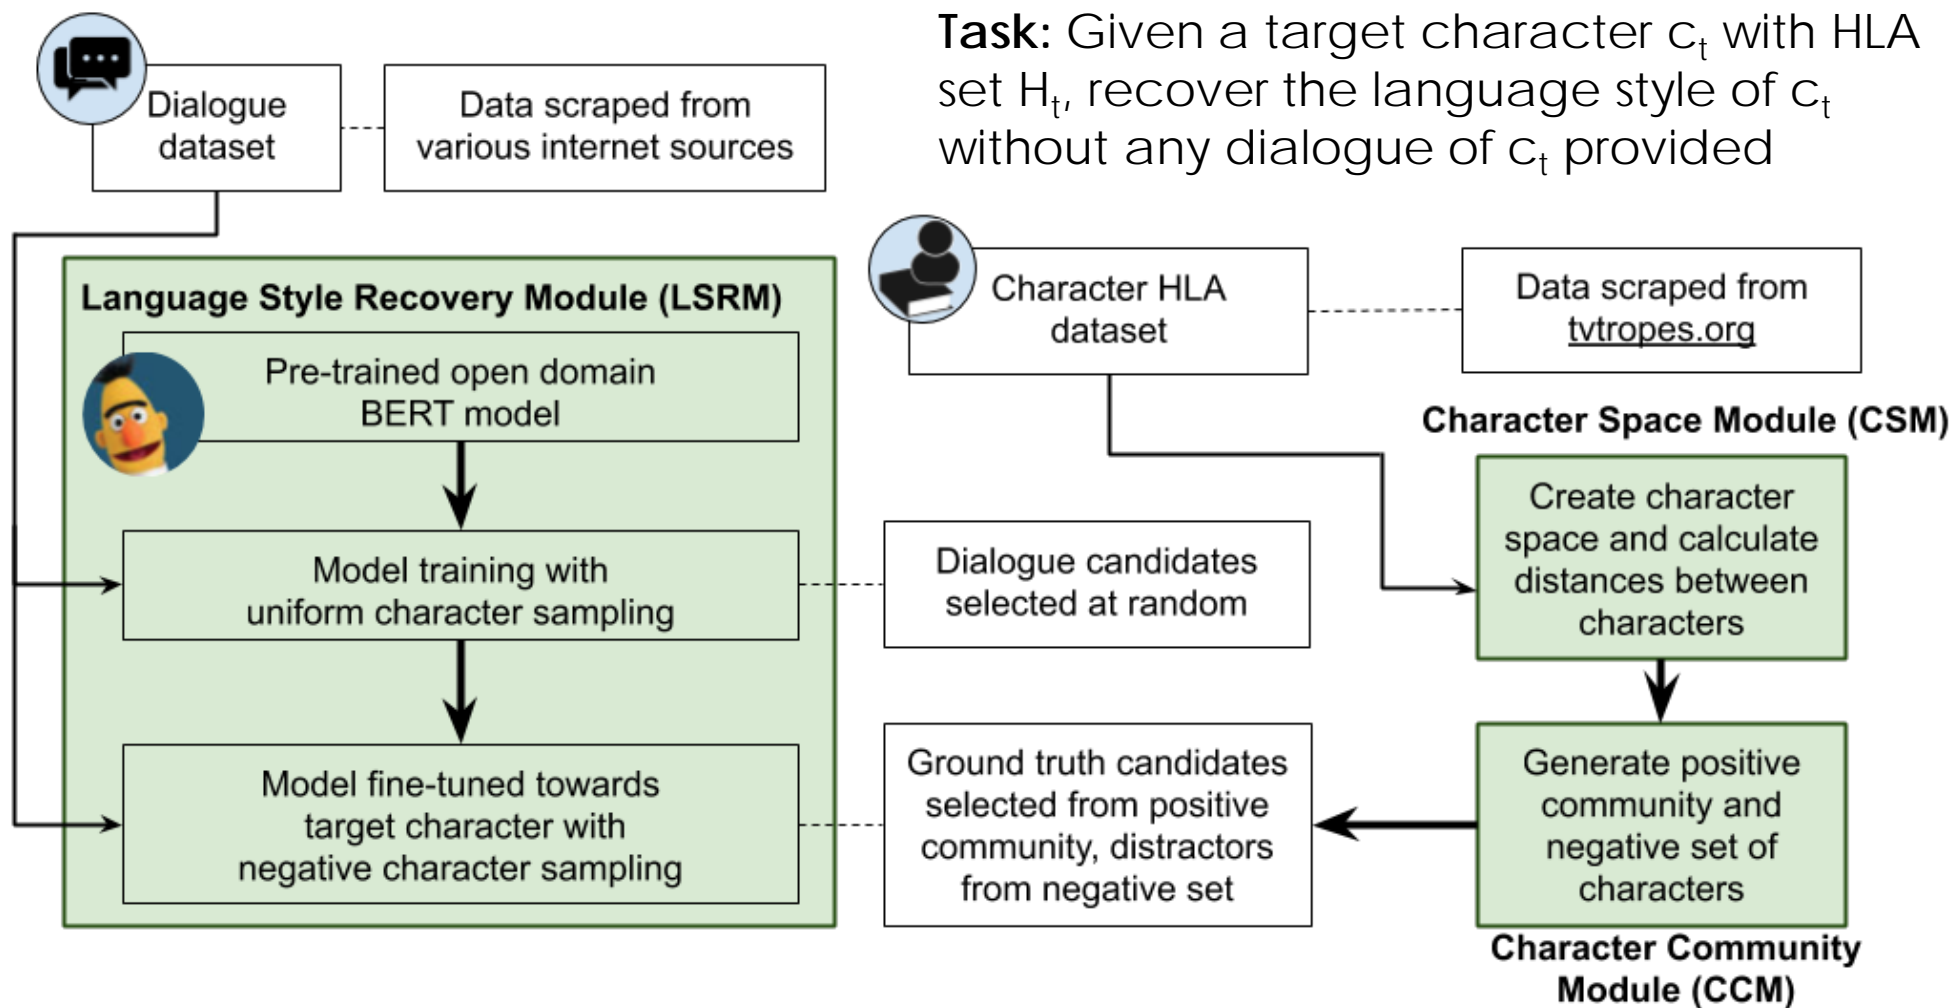 Task: Given a target character cₜ with HLA
set Hₜ, recover the language style of cₜ
without any dialogue of cₜ provided
Dialogue
dataset
Data scraped from
various internet sources
Language Style Recovery Module (LSRM)
Pre-trained open domain
BERT model
Model training with
uniform character sampling
Model fine-tuned towards
target character with
negative character sampling
Character HLA
dataset
Data scraped from
tvtropes.org
Character Space Module (CSM)
Create character
space and calculate
distances between
characters
Dialogue candidates
selected at random
Ground truth candidates
selected from positive
community, distractors
from negative set
Generate positive
community and
negative set of
characters
Character Community
Module (CCM)